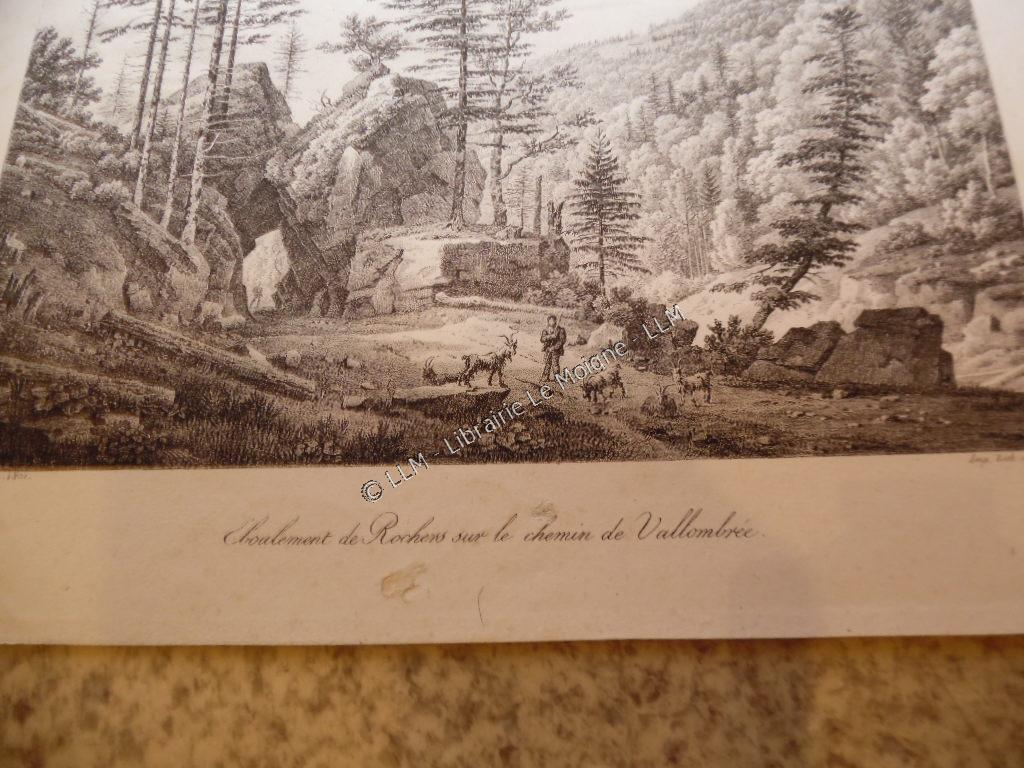 © LLM - Librairie Le Moigne - LLM
Eboulement de Rochers sur le chemin de Vallombrée.